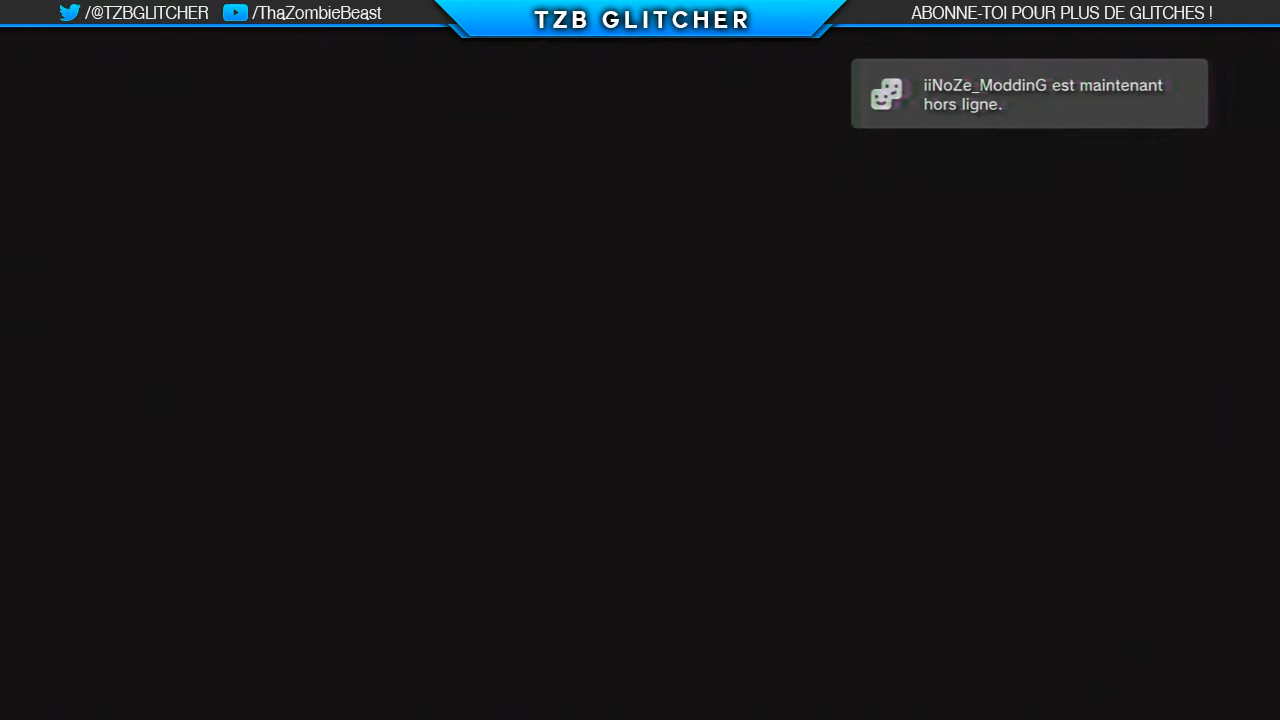 /@TZBGLITCHER /ThaZombieBeast
TZB GLITCHER
ABONNE-TOI POUR PLUS DE GLITCHES !
iiNoZe_ModdinG est maintenant
hors ligne.